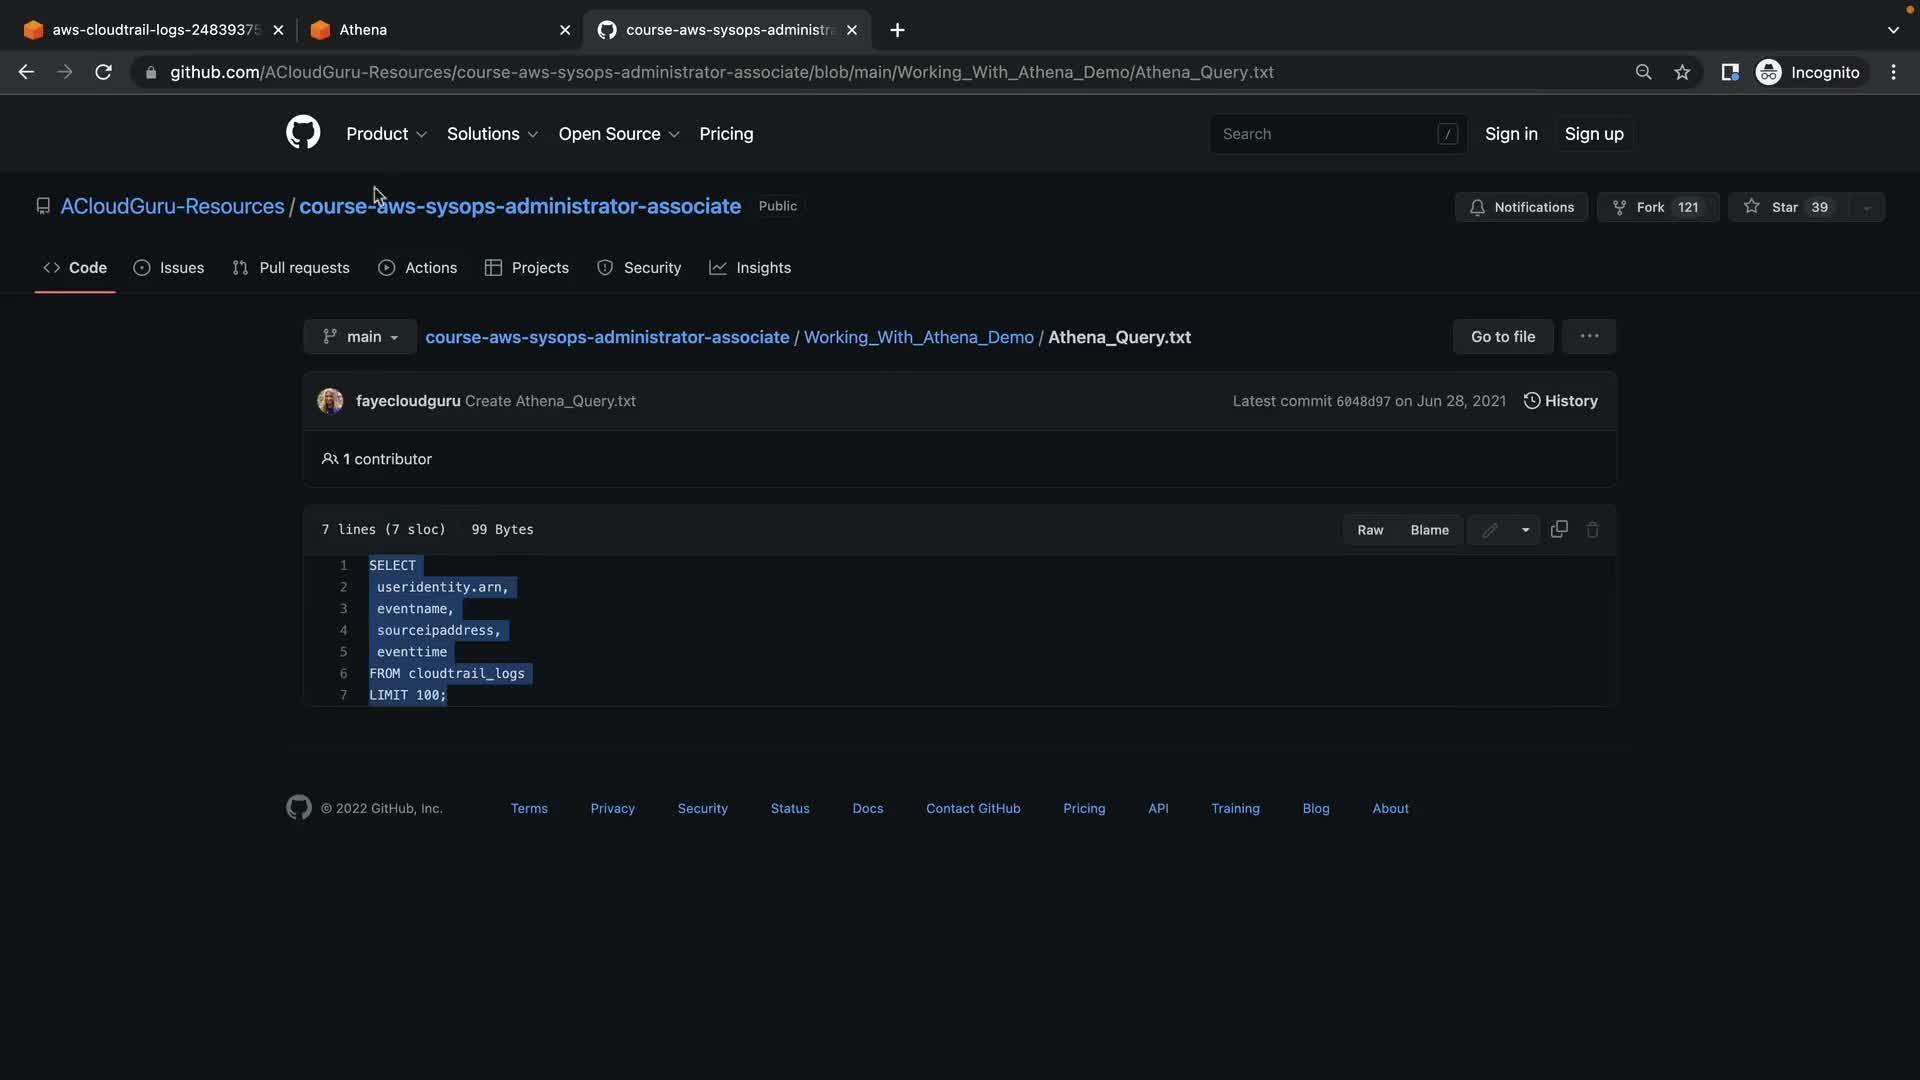 aws-cloudtrail-logs-24839375
Athena
course-aws-sysops-administra
github.com/ACloudGuru-Resources/course-aws-sysops-administrator-associate/blob/main/Working_With_Athena_Demo/Athena_Query.txt
Incognito
Product
Solutions
Open Source
Pricing
Search
/
Sign in
Sign up
ACloudGuru-Resources / course-aws-sysops-administrator-associate
Public
Notifications
Fork 121
Star 39
Code
Issues
Pull requests
Actions
Projects
Security
Insights
main
course-aws-sysops-administrator-associate / Working_With_Athena_Demo / Athena_Query.txt
Go to file
fayecloudguru Create Athena_Query.txt
Latest commit 6048d97 on Jun 28, 2021
History
1 contributor
7 lines (7 sloc) 99 Bytes
Raw
Blame
1 SELECT
2 useridentity.arn,
3 eventname,
4 sourceipaddress,
5 eventtime
6 FROM cloudtrail_logs
7 LIMIT 100;
© 2022 GitHub, Inc.
Terms
Privacy
Security
Status
Docs
Contact GitHub
Pricing
API
Training
Blog
About